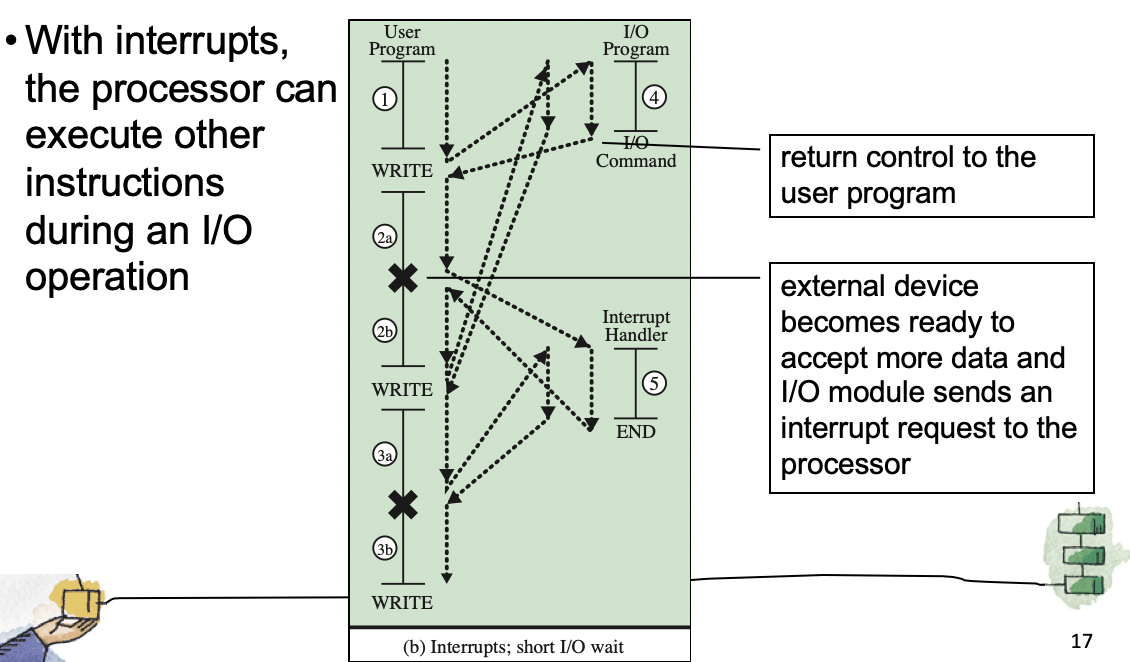 • With interrupts,
the processor can
execute other
instructions
during an I/O
operation
User
Program
I/O
Program
1
4
I/O
Command
WRITE
2a
2b
Interrupt
Handler
5
WRITE
END
3a
3b
WRITE
(b) Interrupts; short I/O wait
return control to the
user program
external device
becomes ready to
accept more data and
I/O module sends an
interrupt request to the
processor
17